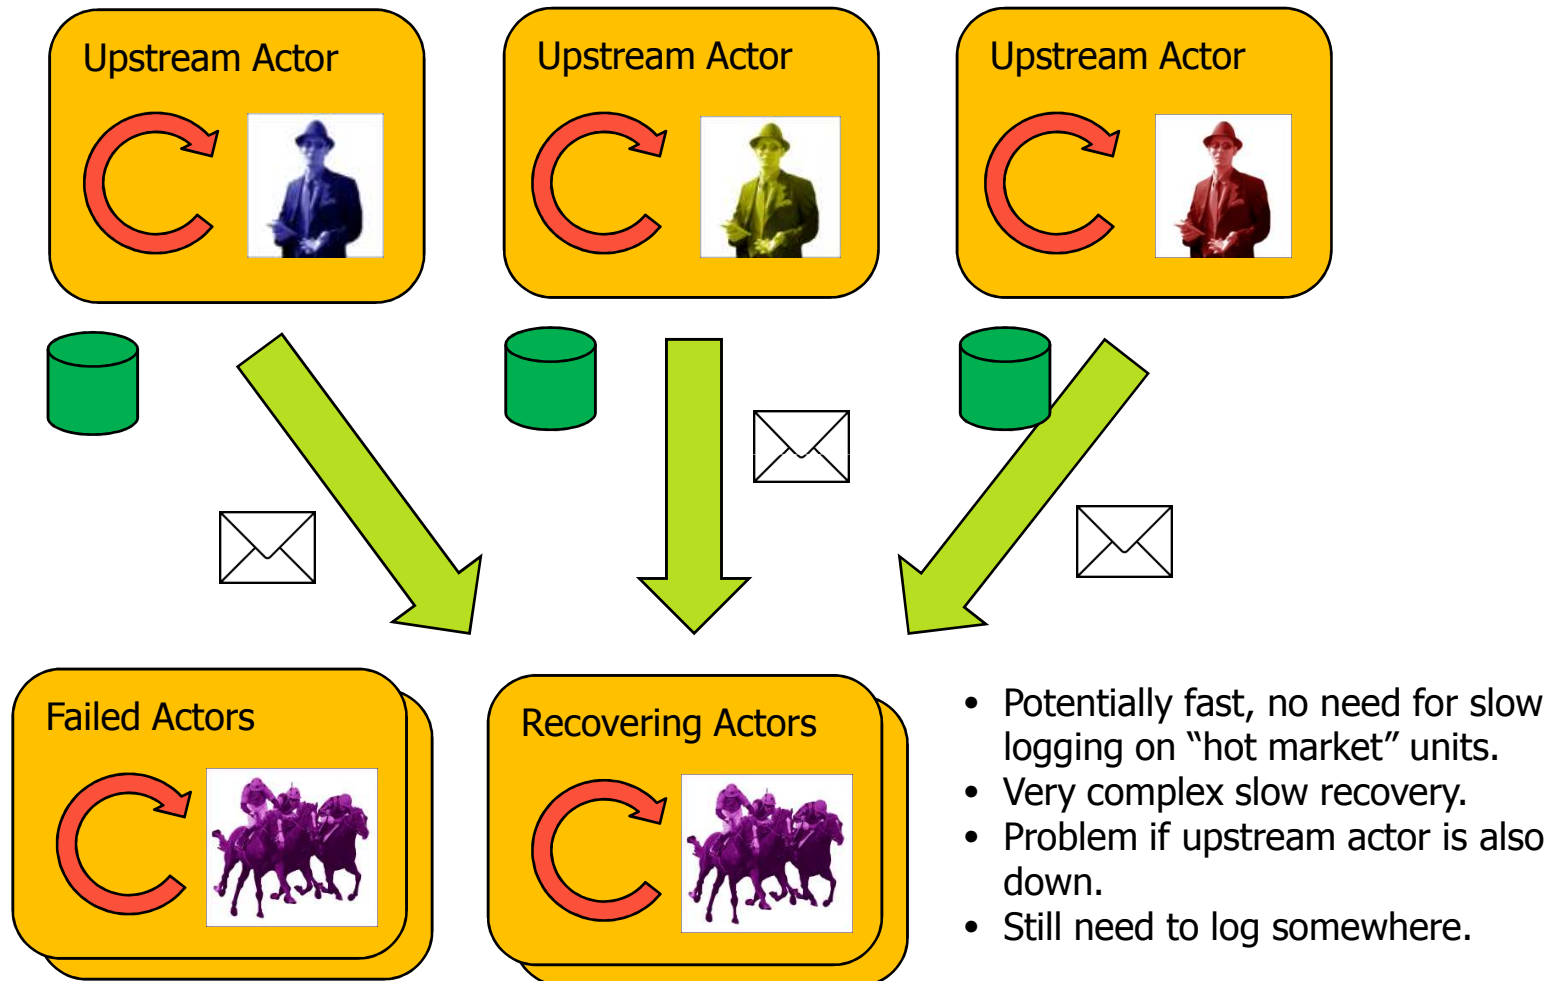 Upstream Actor
Upstream Actor
Upstream Actor
Failed Actors
Recovering Actors
• Potentially fast, no need for slow
logging on “hot market” units.
• Very complex slow recovery.
• Problem if upstream actor is also
down.
• Still need to log somewhere.